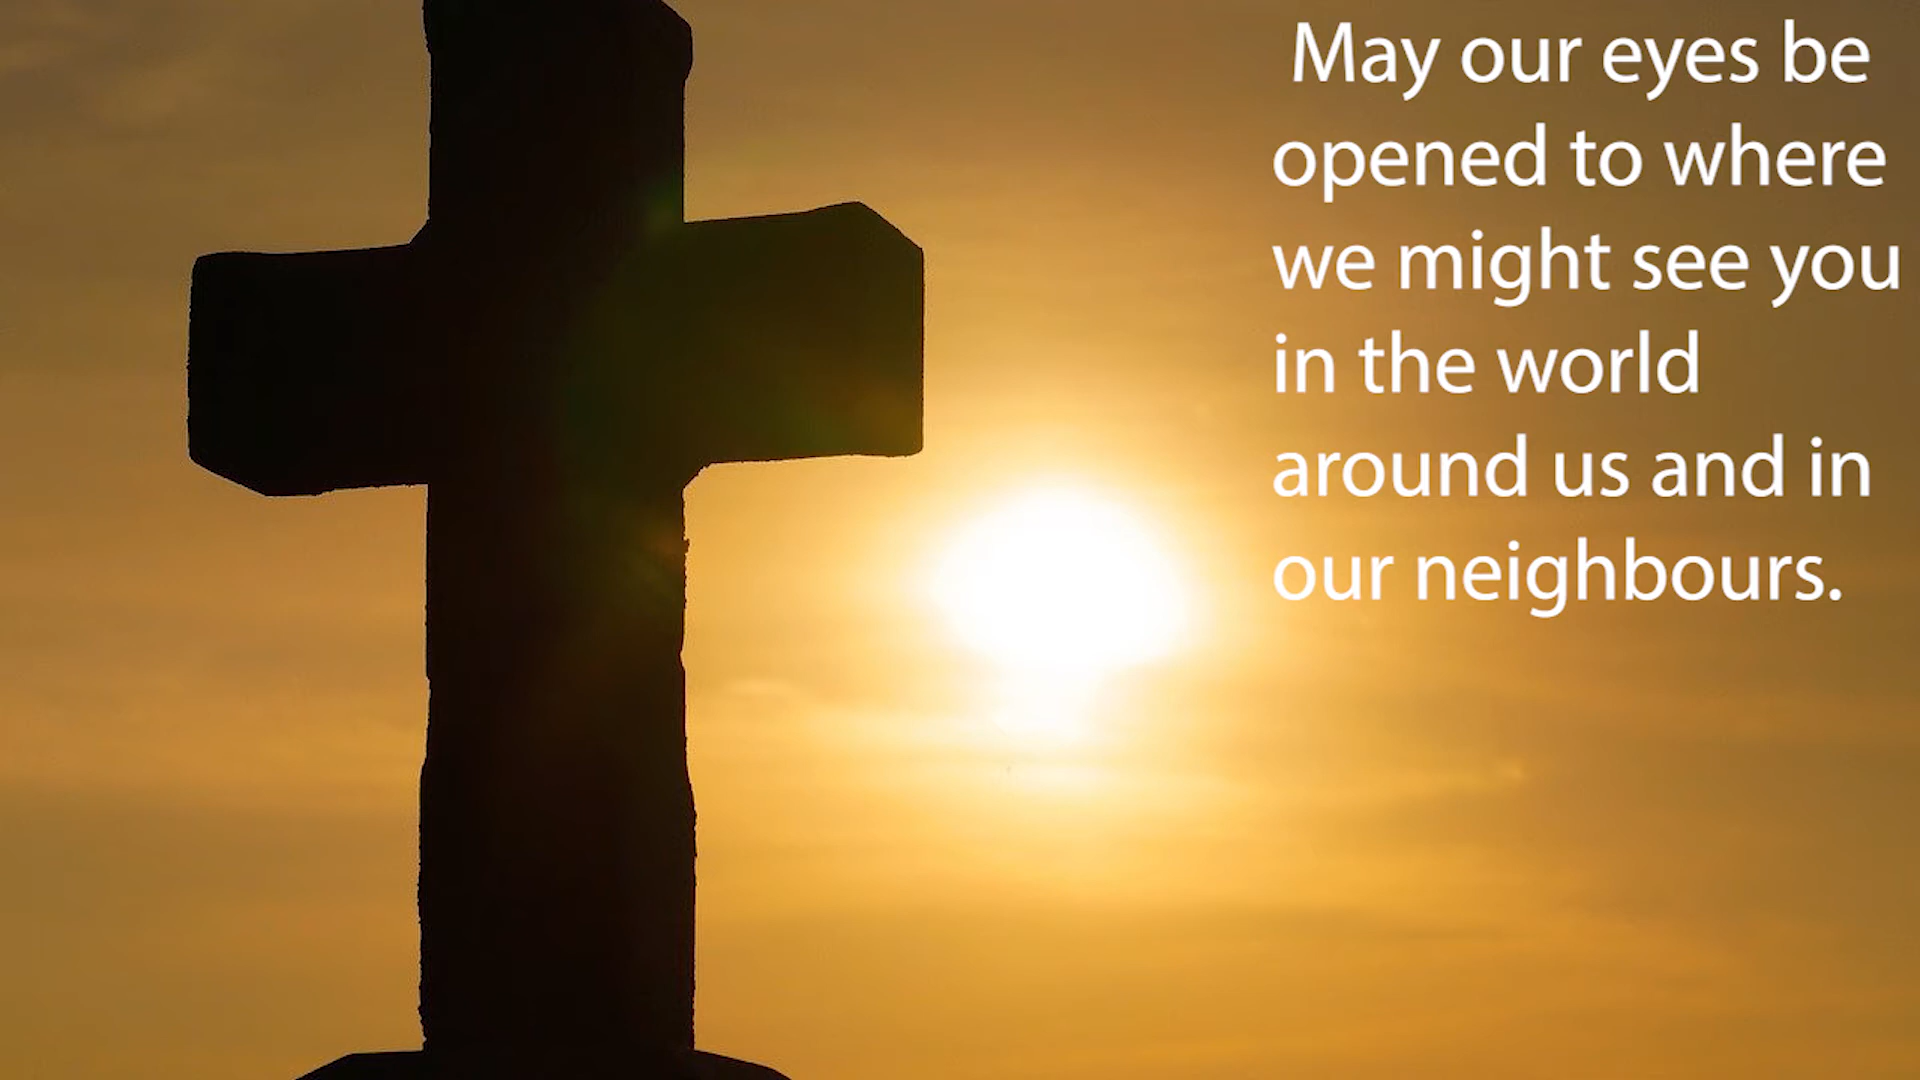 May our eyes be
opened to where
we might see you
in the world
around us and in
our neighbours.